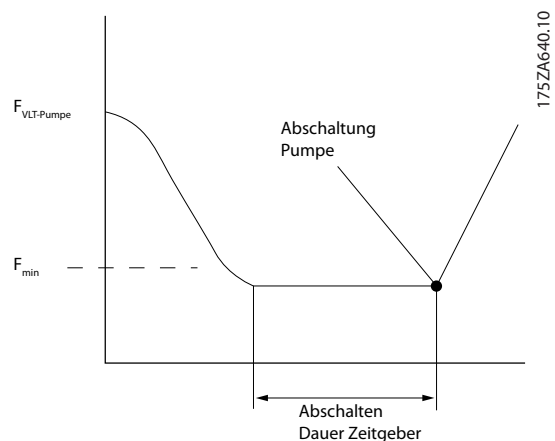 175ZA640.10
F_VLT-Pumpe
Abschaltung
Pumpe
F_min
Abschalten
Dauer Zeitgeber